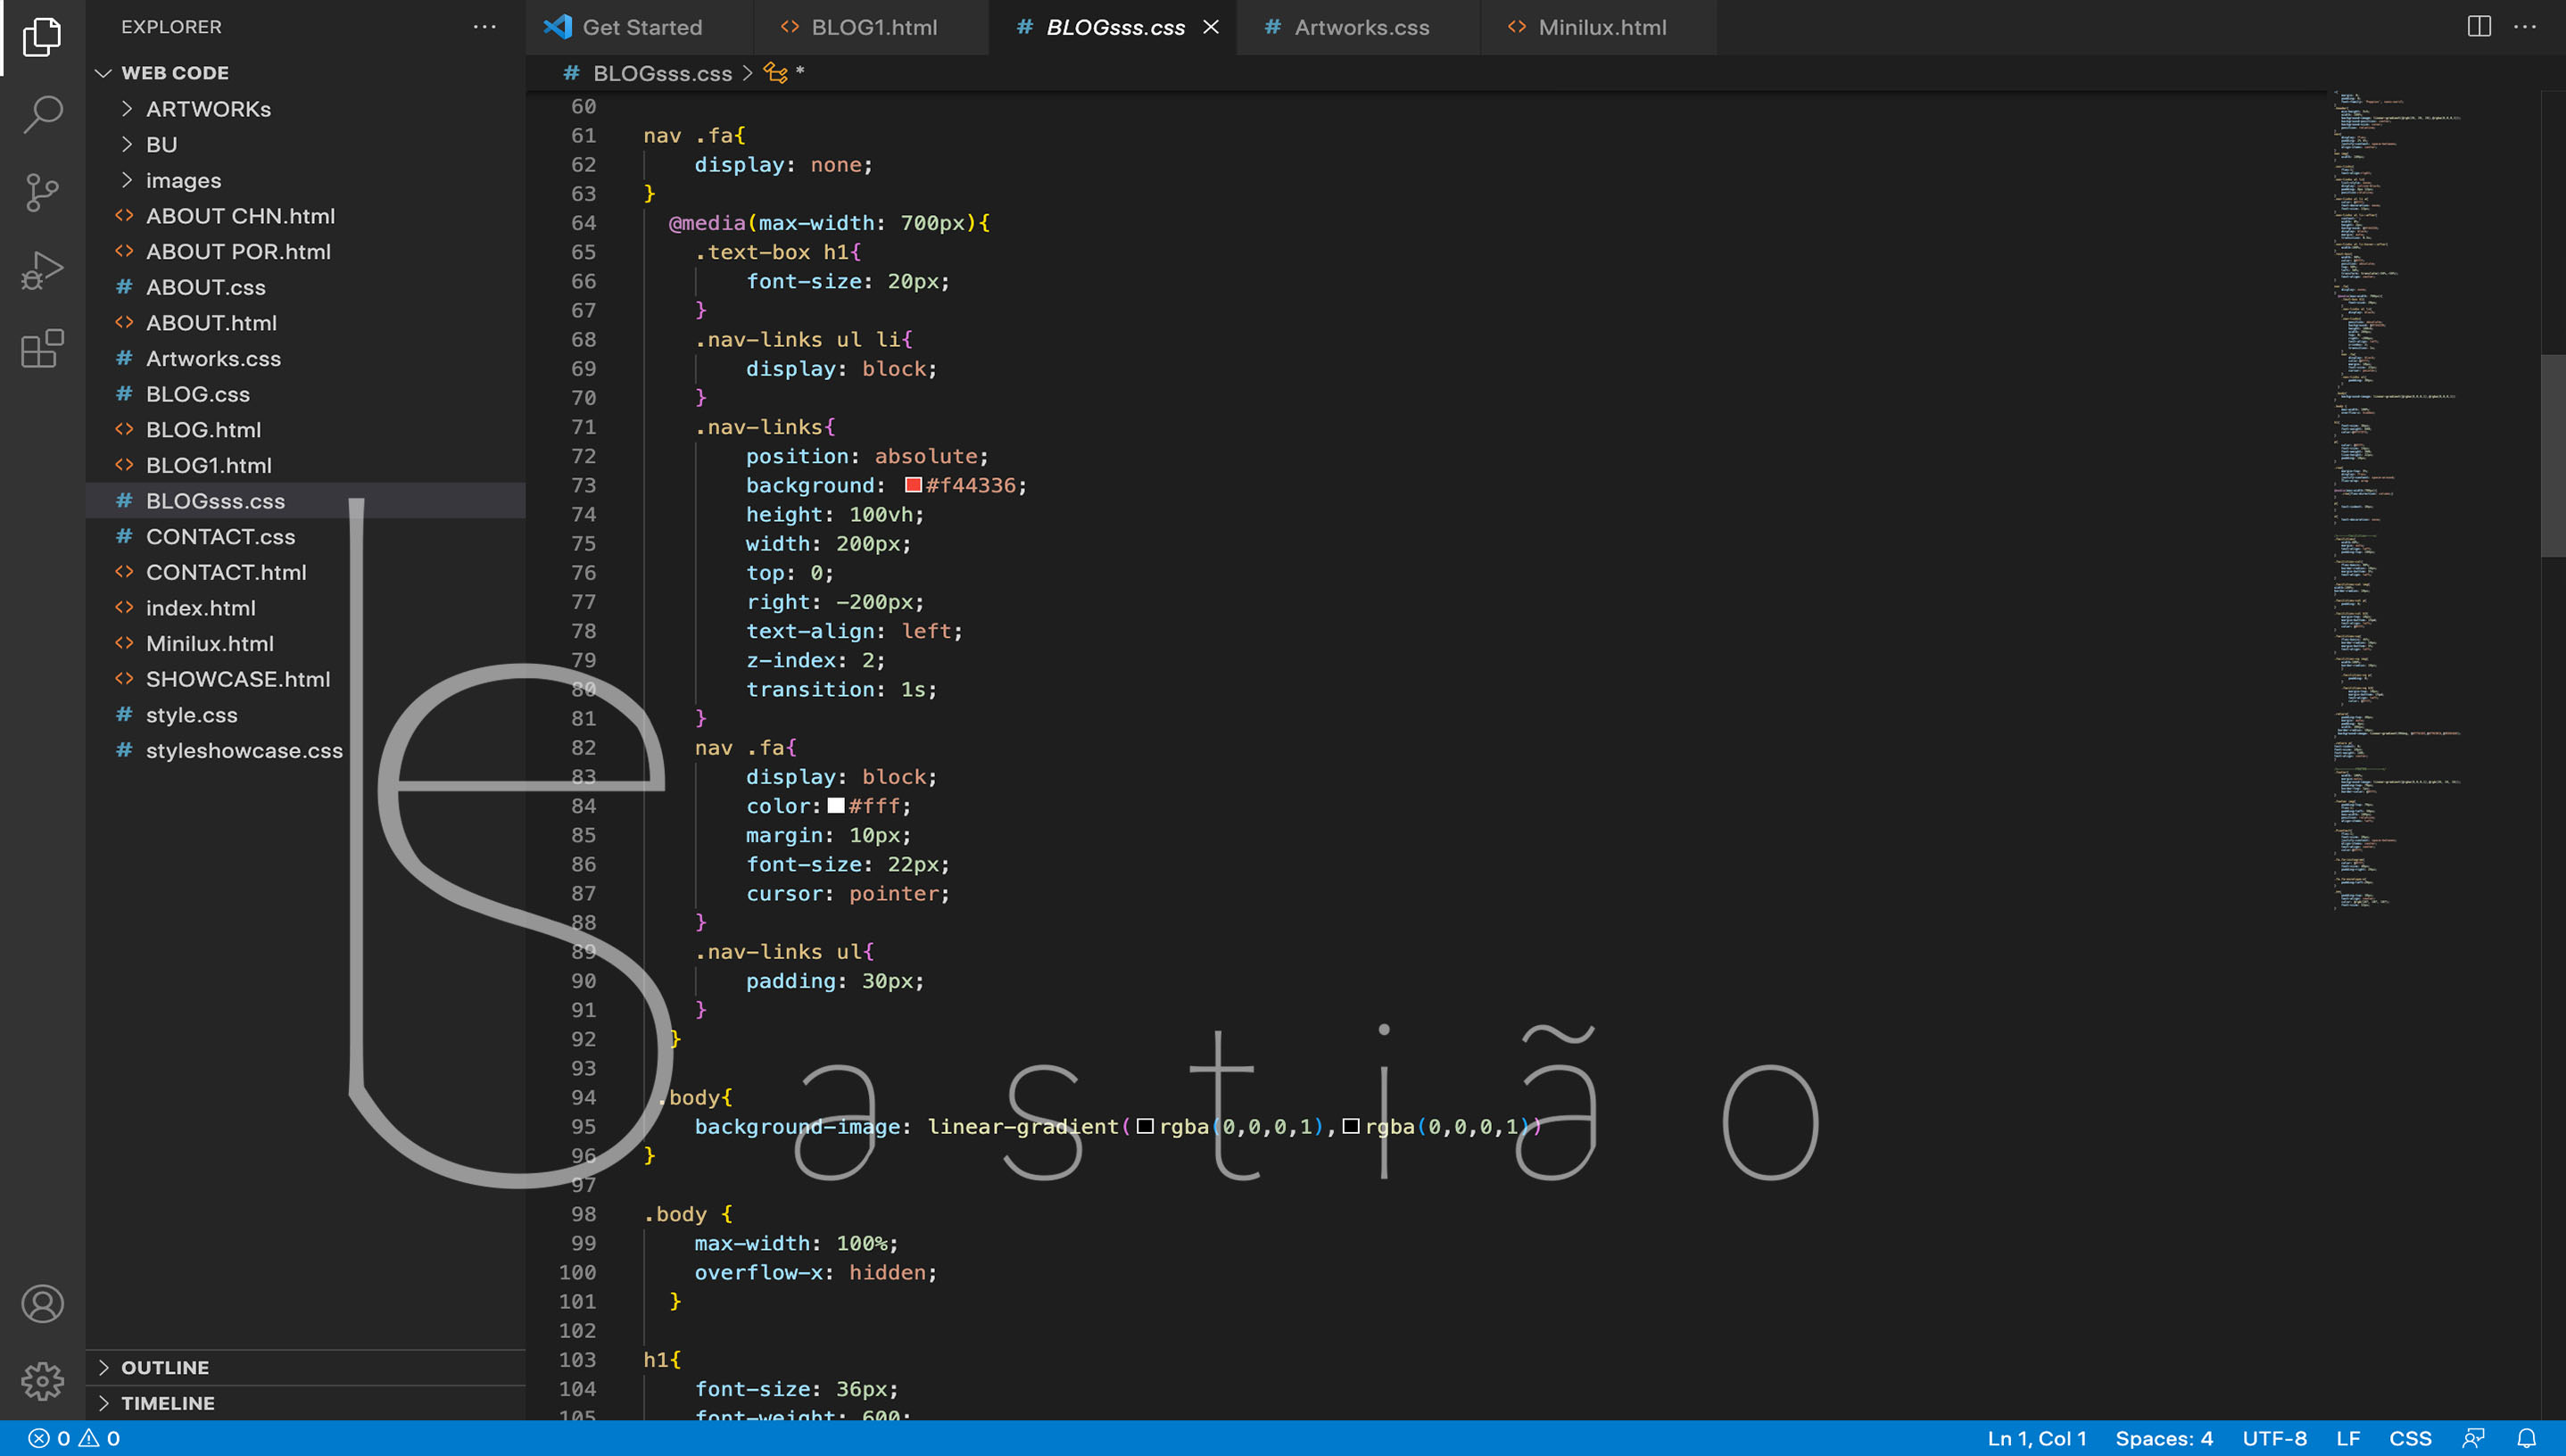 EXPLORER
WEB CODE
ARTWORKs
BU
images
ABOUT CHN.html
ABOUT POR.html
ABOUT.css
ABOUT.html
Artworks.css
BLOG.css
BLOG.html
BLOG1.html
BLOGsss.css
CONTACT.css
CONTACT.html
index.html
Minilux.html
SHOWCASE.html
style.css
styleshowcase.css
OUTLINE
TIMELINE
Get Started
BLOG1.html
BLOGsss.css
Artworks.css
Minilux.html
BLOGsss.css > *
60
61 nav .fa{
62 display: none;
63 }
64 @media(max-width: 700px){
65 .text-box h1{
66 font-size: 20px;
67 }
68 .nav-links ul li{
69 display: block;
70 }
71 .nav-links{
72 position: absolute;
73 background: #f44336;
74 height: 100vh;
75 width: 200px;
76 top: 0;
77 right: -200px;
78 text-align: left;
79 z-index: 2;
80 transition: 1s;
81 }
82 nav .fa{
83 display: block;
84 color: #fff;
85 margin: 10px;
86 font-size: 22px;
87 cursor: pointer;
88 }
89 .nav-links ul{
90 padding: 30px;
91 }
92 }
93
94 .body{
95 background-image: linear-gradient(rgba(0,0,0,1),rgba(0,0,0,1))
96 }
97
98 .body {
99 max-width: 100%;
100 overflow-x: hidden;
101 }
102
103 h1{
104 font-size: 36px;
105 font-weight: 600;
astião
0 0
Ln 1, Col 1
Spaces: 4
UTF-8
LF
CSS